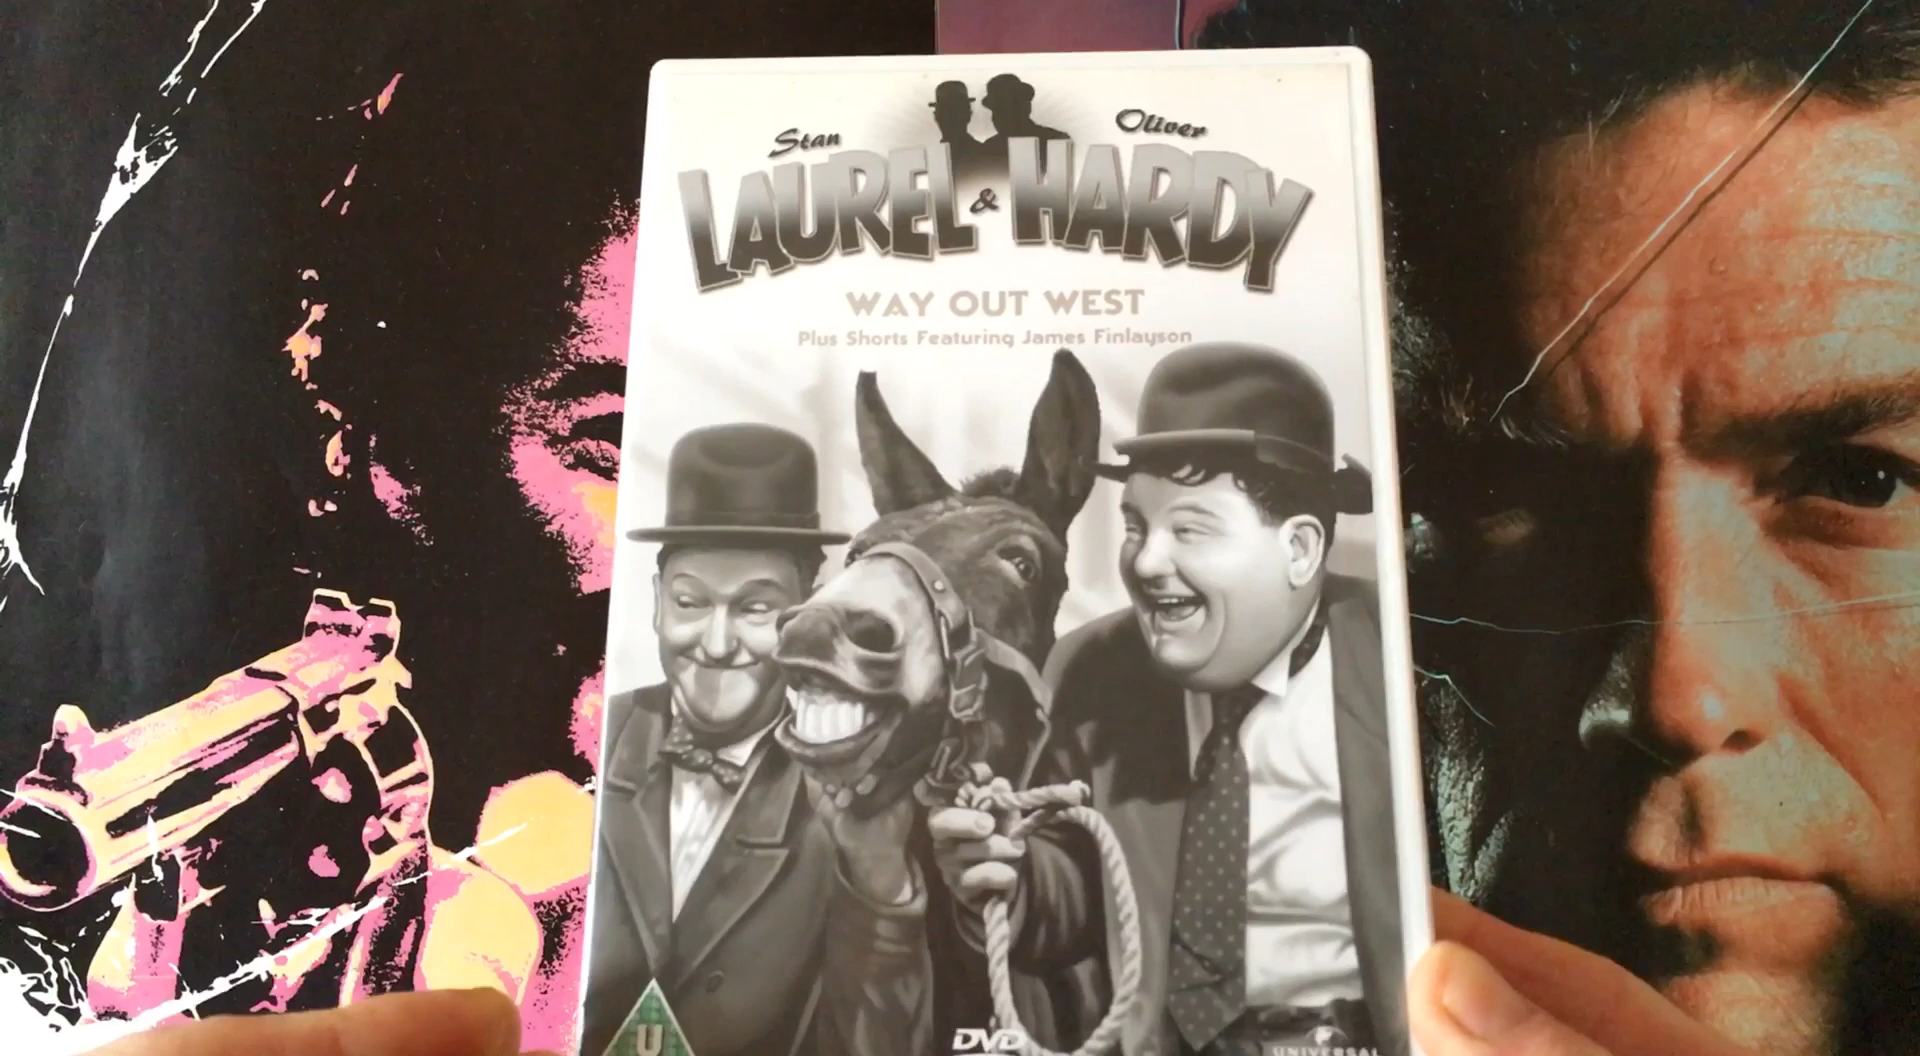 Stan Oliver
LAUREL & HARDY
WAY OUT WEST
Plus Shorts Featuring James Finlayson
U
DVD
UNIVERSAL